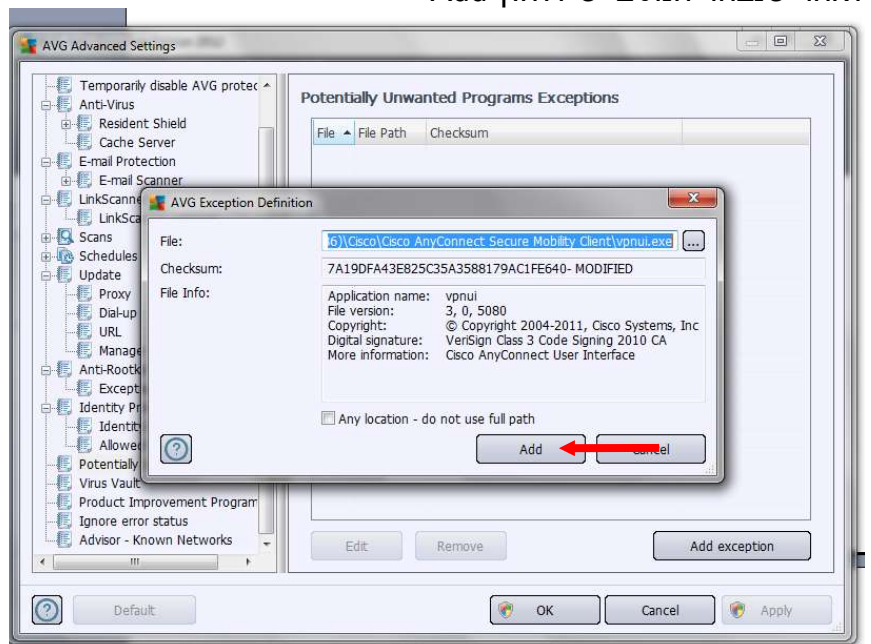 Add
AVG Advanced Settings
Temporarily disable AVG protec
Anti-Virus
Resident Shield
Cache Server
E-mail Protection
E-mail Scanner
LinkScanne
LinkSca
Scans
Schedules
Update
Proxy
Dial-up
URL
Manage
Anti-Rootk
Except
Identity Pr
Identit
Allowed
Potentially
Virus Vault
Product Improvement Program
Ignore error status
Advisor - Known Networks
Potentially Unwanted Programs Exceptions
File File Path Checksum
AVG Exception Definition
File: 36)\Cisco\Cisco AnyConnect Secure Mobility Client\vpnui.exe ...
Checksum: 7A19DFA43E825C35A3588179AC1FE640- MODIFIED
File Info:
Application name: vpnui
File version: 3, 0, 5080
Copyright: © Copyright 2004-2011, Cisco Systems, Inc
Digital signature: VeriSign Class 3 Code Signing 2010 CA
More information: Cisco AnyConnect User Interface
Any location - do not use full path
Add Cancel
Edit Remove Add exception
Default OK Cancel Apply